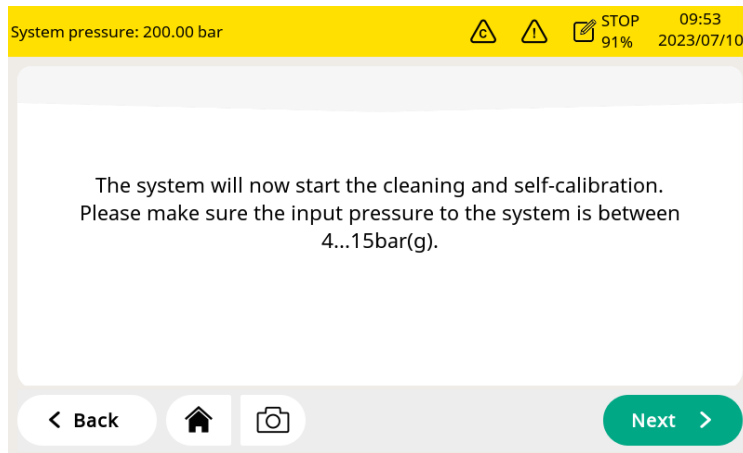 System pressure: 200.00 bar
C
!
STOP
91%
09:53
2023/07/10
The system will now start the cleaning and self-calibration.
Please make sure the input pressure to the system is between
4...15bar(g).
Back
Next